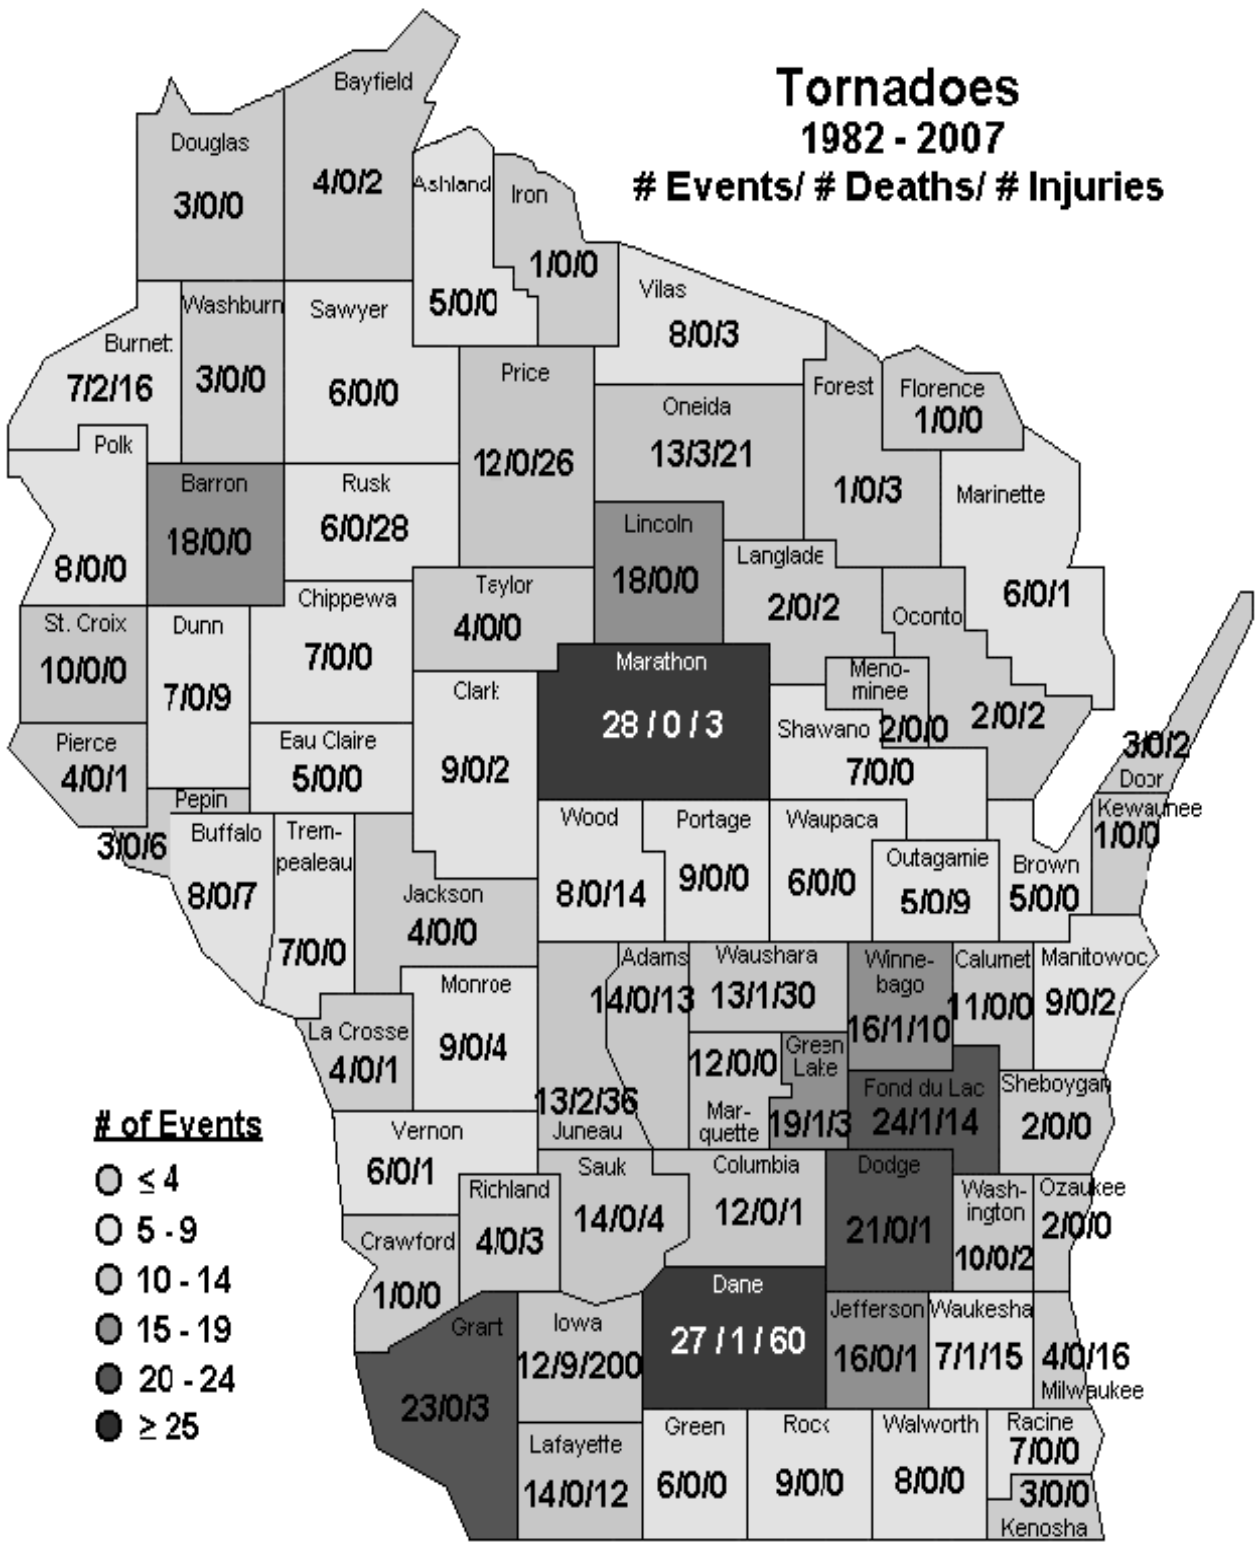 Tornadoes
1982 - 2007
# Events/ # Deaths/ # Injuries
Bayfield
4/0/2
Douglas
3/0/0
Ashland
5/0/0
Iron
1/0/0
Vilas
8/0/3
Washburn
3/0/0
Sawyer
6/0/0
Burnet:
7/2/16
Price
12/0/26
Oneida
13/3/21
Forest
1/0/3
Florence
1/0/0
Polk
8/0/0
Barron
18/0/0
Rusk
6/0/28
Marinette
6/0/1
Lincoln
18/0/0
Langlade
2/0/2
Taylor
4/0/0
Chippewa
7/0/0
Oconto
2/0/2
St. Croix
10/0/0
Dunn
7/0/9
Marathon
28 / 0 / 3
Meno-
minee
2/0/0
Clark
9/0/2
Shawano
7/0/0
Pierce
4/0/1
Eau Claire
5/0/0
3/0/2
Door
Pepin
3/0/6
Buffalo
8/0/7
Trem-
pealeau
7/0/0
Wood
8/0/14
Portage
9/0/0
Waupaca
6/0/0
Outagamie
5/0/9
Brown
5/0/0
Kewaunee
1/0/0
Jackson
4/0/0
Adams
14/0/13
Waushara
13/1/30
Winne-
bago
16/1/10
Calumet
11/0/0
Manitowoc
9/0/2
Monroe
9/0/4
La Crosse
4/0/1
13/2/36
Juneau
12/0/0
Mar-
quette
Green
Lake
19/1/3
Fond du Lac
24/1/14
Sheboygan
2/0/0
Vernon
6/0/1
Richland
4/0/3
Sauk
14/0/4
Columbia
12/0/1
Dodge
21/0/1
Wash-
ington
10/0/2
Ozaukee
2/0/0
Crawford
1/0/0
Grant
23/0/3
Iowa
12/9/200
Dane
27 / 1 / 60
Jefferson
16/0/1
Waukesha
7/1/15
4/0/16
Milwaukee
Lafayette
14/0/12
Green
6/0/0
Rock
9/0/0
Walworth
8/0/0
Racine
7/0/0
3/0/0
Kenosha
# of Events
≤ 4
5 - 9
10 - 14
15 - 19
20 - 24
≥ 25